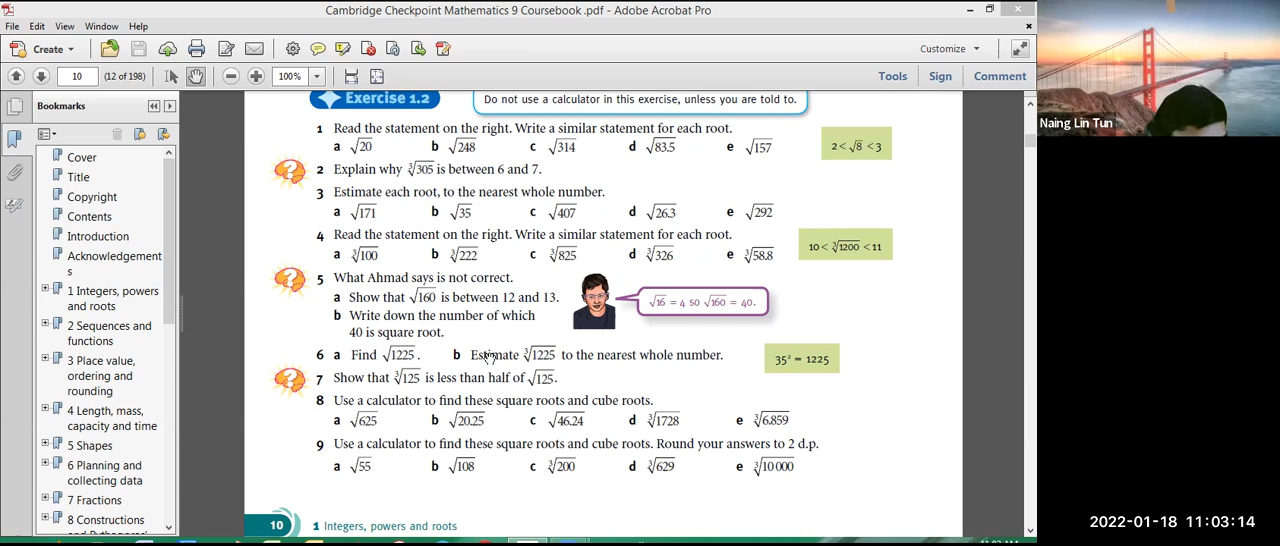 Cambridge Checkpoint Mathematics 9 Coursebook .pdf - Adobe Acrobat Pro
File Edit View Window Help
Create
Customize
10 (12 of 198) 100%
Tools Sign Comment
Bookmarks
Cover
Title
Copyright
Contents
Introduction
Acknowledgement
s
1 Integers, powers
and roots
2 Sequences and
functions
3 Place value,
ordering and
rounding
4 Length, mass,
capacity and time
5 Shapes
6 Planning and
collecting data
7 Fractions
8 Constructions
Exercise 1.2
Do not use a calculator in this exercise, unless you are told to.
1 Read the statement on the right. Write a similar statement for each root.
a √20 b √248 c √314 d √83.5 e √157
2 < √8 < 3
2 Explain why ∛305 is between 6 and 7.
3 Estimate each root, to the nearest whole number.
a √171 b √35 c √407 d √26.3 e √292
4 Read the statement on the right. Write a similar statement for each root.
a ∛100 b ∛222 c ∛825 d ∛326 e ∛58.8
10 < ∛1200 < 11
5 What Ahmad says is not correct.
a Show that √160 is between 12 and 13.
b Write down the number of which
40 is square root.
√16 = 4 so √160 = 40.
6 a Find √1225. b Estimate ∛1225 to the nearest whole number.
35² = 1225
7 Show that ∛125 is less than half of √125.
8 Use a calculator to find these square roots and cube roots.
a √625 b √20.25 c √46.24 d ∛1728 e ∛6.859
9 Use a calculator to find these square roots and cube roots. Round your answers to 2 d.p.
a √55 b √108 c ∛200 d ∛629 e ∛10 000
10 1 Integers, powers and roots
Naing Lin Tun
2022-01-18 11:03:14